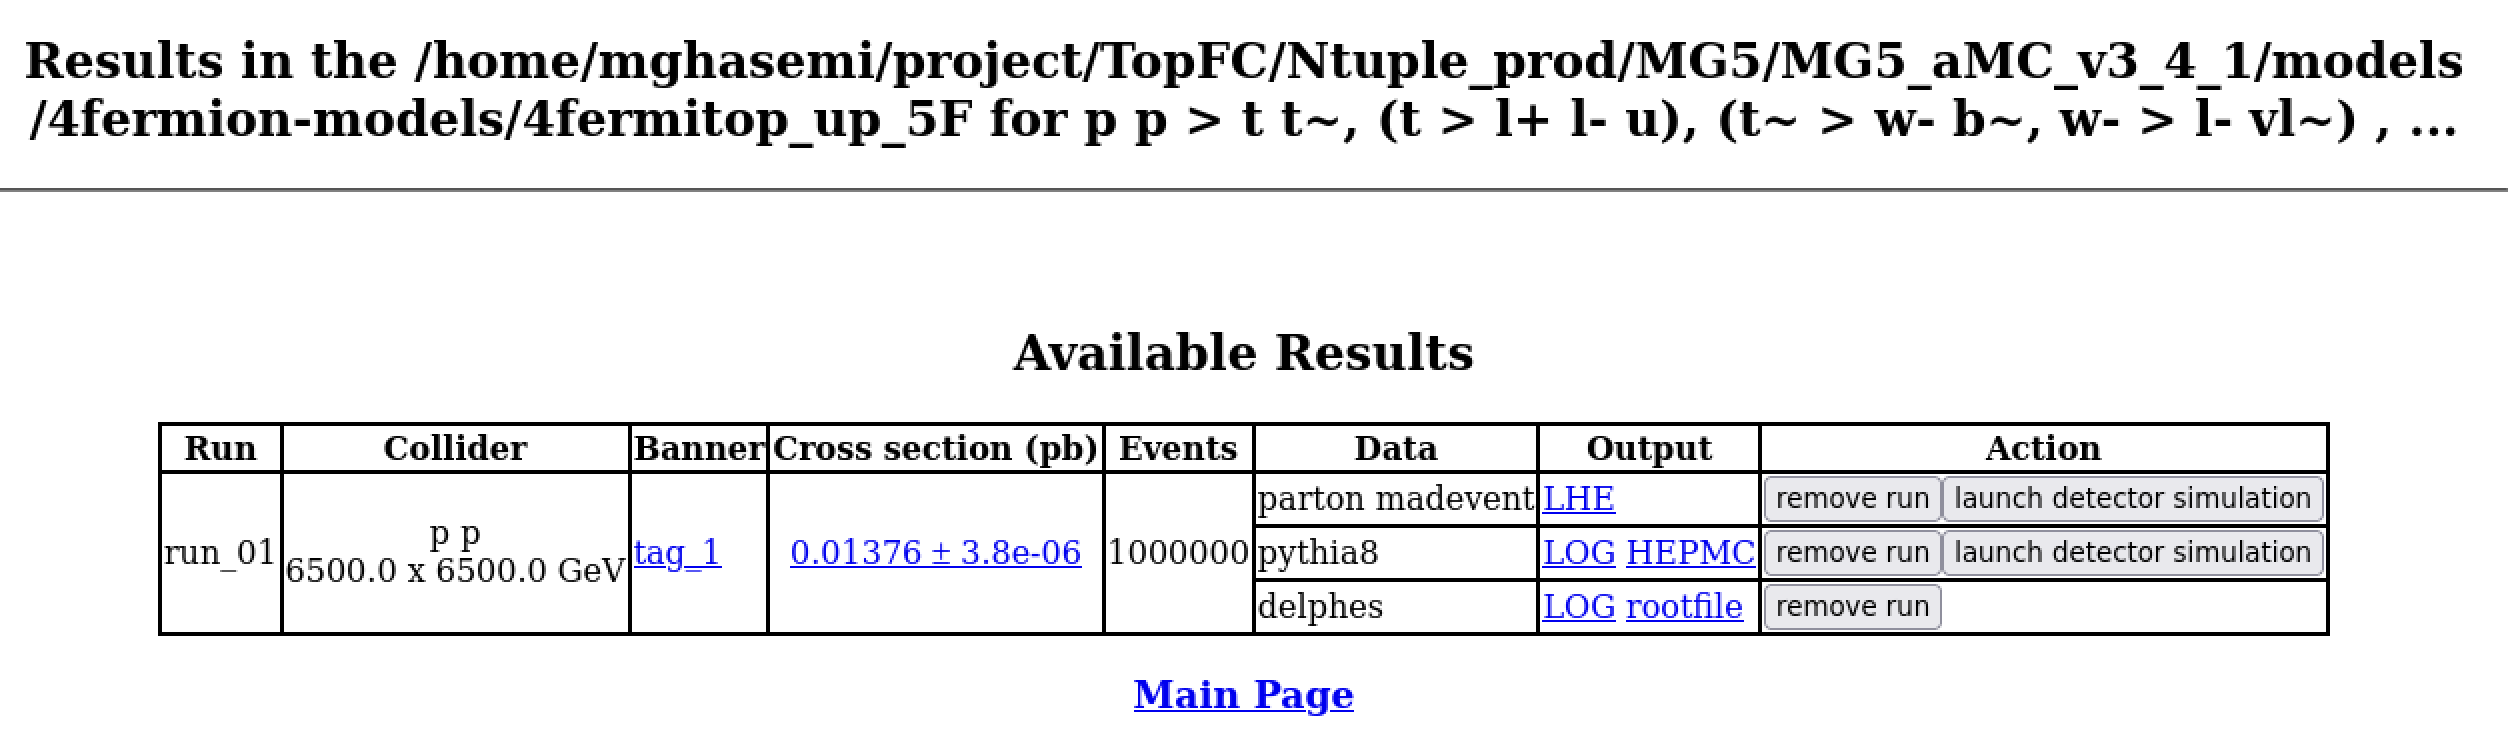 Results in the /home/mghasemi/project/TopFC/Ntuple_prod/MG5/MG5_aMC_v3_4_1/models
/4fermion-models/4fermitop_up_5F for p p > t t~, (t > l+ l- u), (t~ > w- b~, w- > l- vl~) , ...
Available Results
Run Collider Banner Cross section (pb) Events Data Output Action
run_01 p p
6500.0 x 6500.0 GeV tag_1 0.01376 ± 3.8e-06 1000000 parton madevent LHE remove run launch detector simulation
pythia8 LOG HEPMC remove run launch detector simulation
delphes LOG rootfile remove run
Main Page